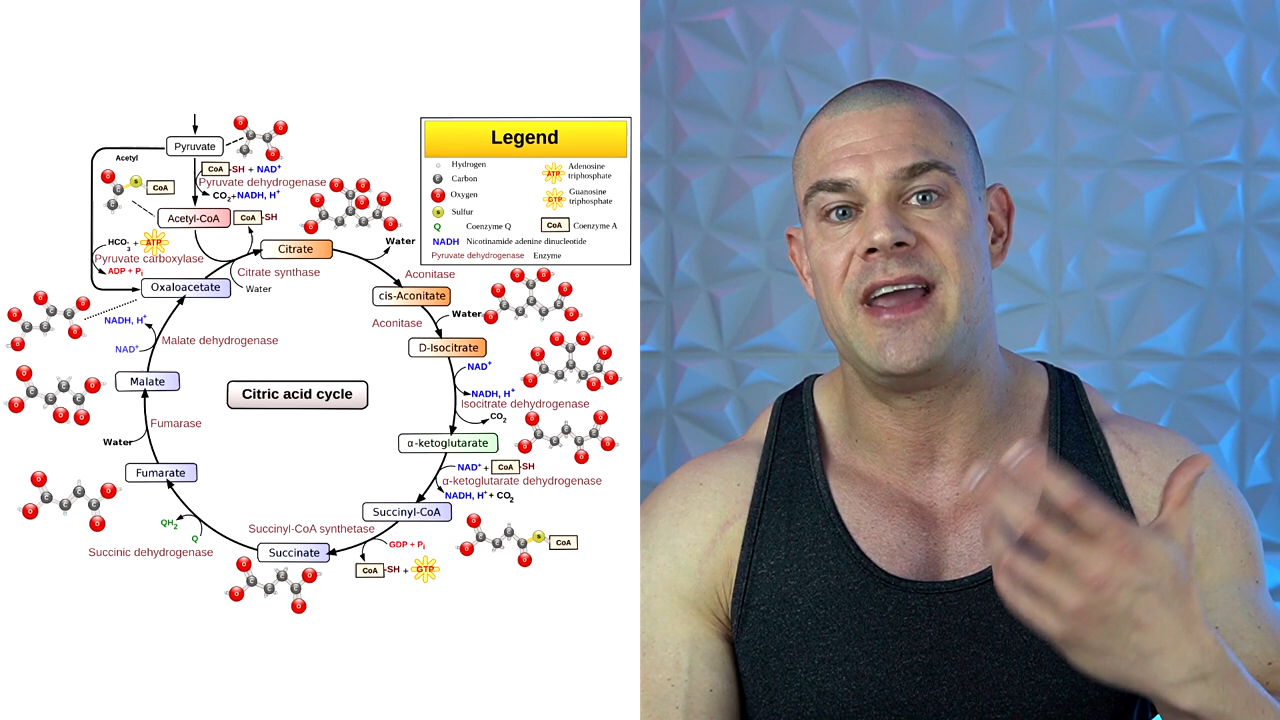 Pyruvate
Acetyl
CoA-SH + NAD+
Pyruvate dehydrogenase
CO2+NADH, H+
S
CoA
Acetyl-CoA
CoA-SH
HCO3 + ATP
Pyruvate carboxylase
ADP + Pi
Citrate
Water
Citrate synthase
Oxaloacetate
Water
Aconitase
cis-Aconitate
Water
Aconitase
D-Isocitrate
NAD+
NADH, H+
Isocitrate dehydrogenase
CO2
α-ketoglutarate
NAD+ + CoA-SH
α-ketoglutarate dehydrogenase
NADH, H+ + CO2
Succinyl-CoA
S
CoA
Succinyl-CoA synthetase
GDP + Pi
CoA-SH + GTP
Succinate
QH2
Q
Succinic dehydrogenase
Fumarate
Water
Fumarase
Malate
NADH, H+
Malate dehydrogenase
NAD+
Citric acid cycle
Legend
Hydrogen
C Carbon
O Oxygen
S Sulfur
ATP Adenosine
triphosphate
GTP Guanosine
triphosphate
Q Coenzyme Q
CoA Coenzyme A
NADH Nicotinamide adenine dinucleotide
Pyruvate dehydrogenase Enzyme